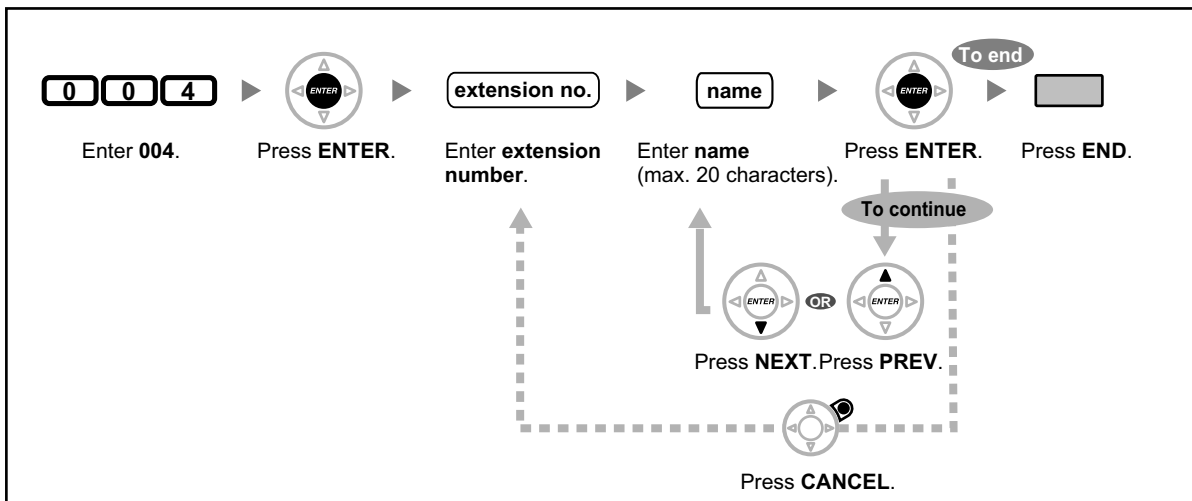 To end
0 0 4 ENTER extension no. name ENTER
Enter 004. Press ENTER. Enter extension number. Enter name (max. 20 characters). Press ENTER. Press END.
To continue
ENTER OR ENTER
Press NEXT. Press PREV.
Press CANCEL.